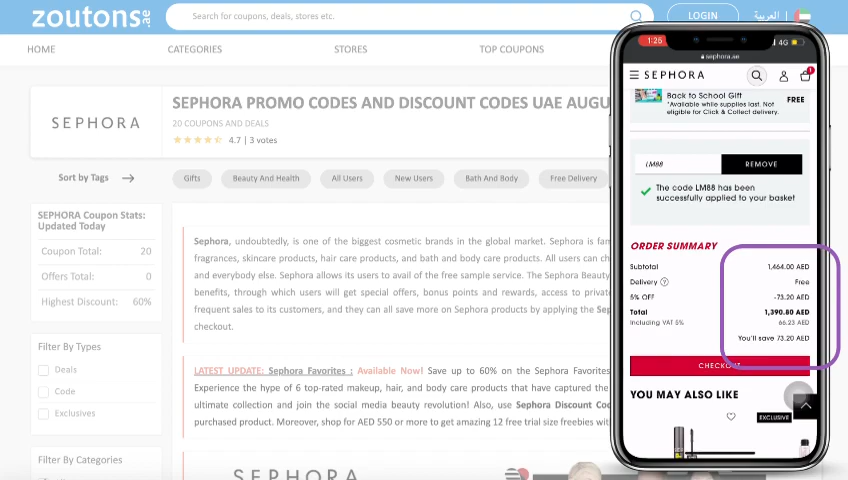 zoutons.ae
Search for coupons, deals, stores etc.
LOGIN
العربية
HOME
CATEGORIES
STORES
TOP COUPONS
SEPHORA
SEPHORA PROMO CODES AND DISCOUNT CODES UAE AUGU
20 COUPONS AND DEALS
4.7 | 3 votes
Sort by Tags
Gifts
Beauty And Health
All Users
New Users
Bath And Body
Free Delivery
SEPHORA Coupon Stats:
Updated Today
Coupon Total: 20
Offers Total: 0
Highest Discount: 60%
Filter By Types
Deals
Code
Exclusives
Filter By Categories
Sephora, undoubtedly, is one of the biggest cosmetic brands in the global market. Sephora is fam
fragrances, skincare products, hair care products, and bath and body care products. All users can ch
and everybody else. Sephora allows its users to avail of the free sample service. The Sephora Beauty
benefits, through which users will get special offers, bonus points and rewards, access to private
frequent sales to its customers, and they can all save more on Sephora products by applying the Sep
checkout.
LATEST UPDATE: Sephora Favorites : Available Now! Save up to 60% on the Sephora Favorites
Experience the hype of 6 top-rated makeup, hair, and body care products that have captured the
ultimate collection and join the social media beauty revolution! Also, use Sephora Discount Coc
purchased product. Moreover, shop for AED 550 or more to get amazing 12 free trial size freebies wit
SEPHORA
1:25
4G
sephora.ae
SEPHORA
1
Back to School Gift
*Available while supplies last. Not
eligible for Click & Collect delivery.
FREE
LM88
REMOVE
The code LM88 has been
successfully applied to your basket
ORDER SUMMARY
Subtotal 1,464.00 AED
Delivery ? Free
5% OFF -73.20 AED
Total 1,390.80 AED
Including VAT 5% 66.23 AED
You'll save 73.20 AED
YOU MAY ALSO LIKE
EXCLUSIVE